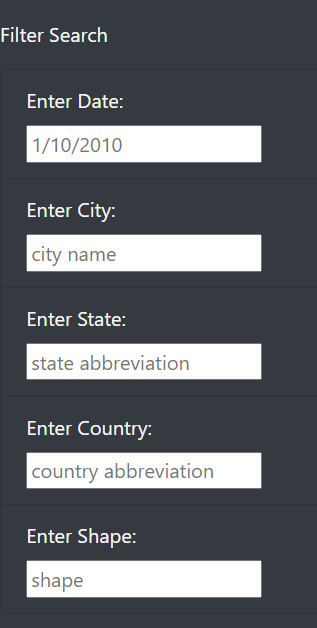 Filter Search
Enter Date:
1/10/2010
Enter City:
city name
Enter State:
state abbreviation
Enter Country:
country abbreviation
Enter Shape:
shape